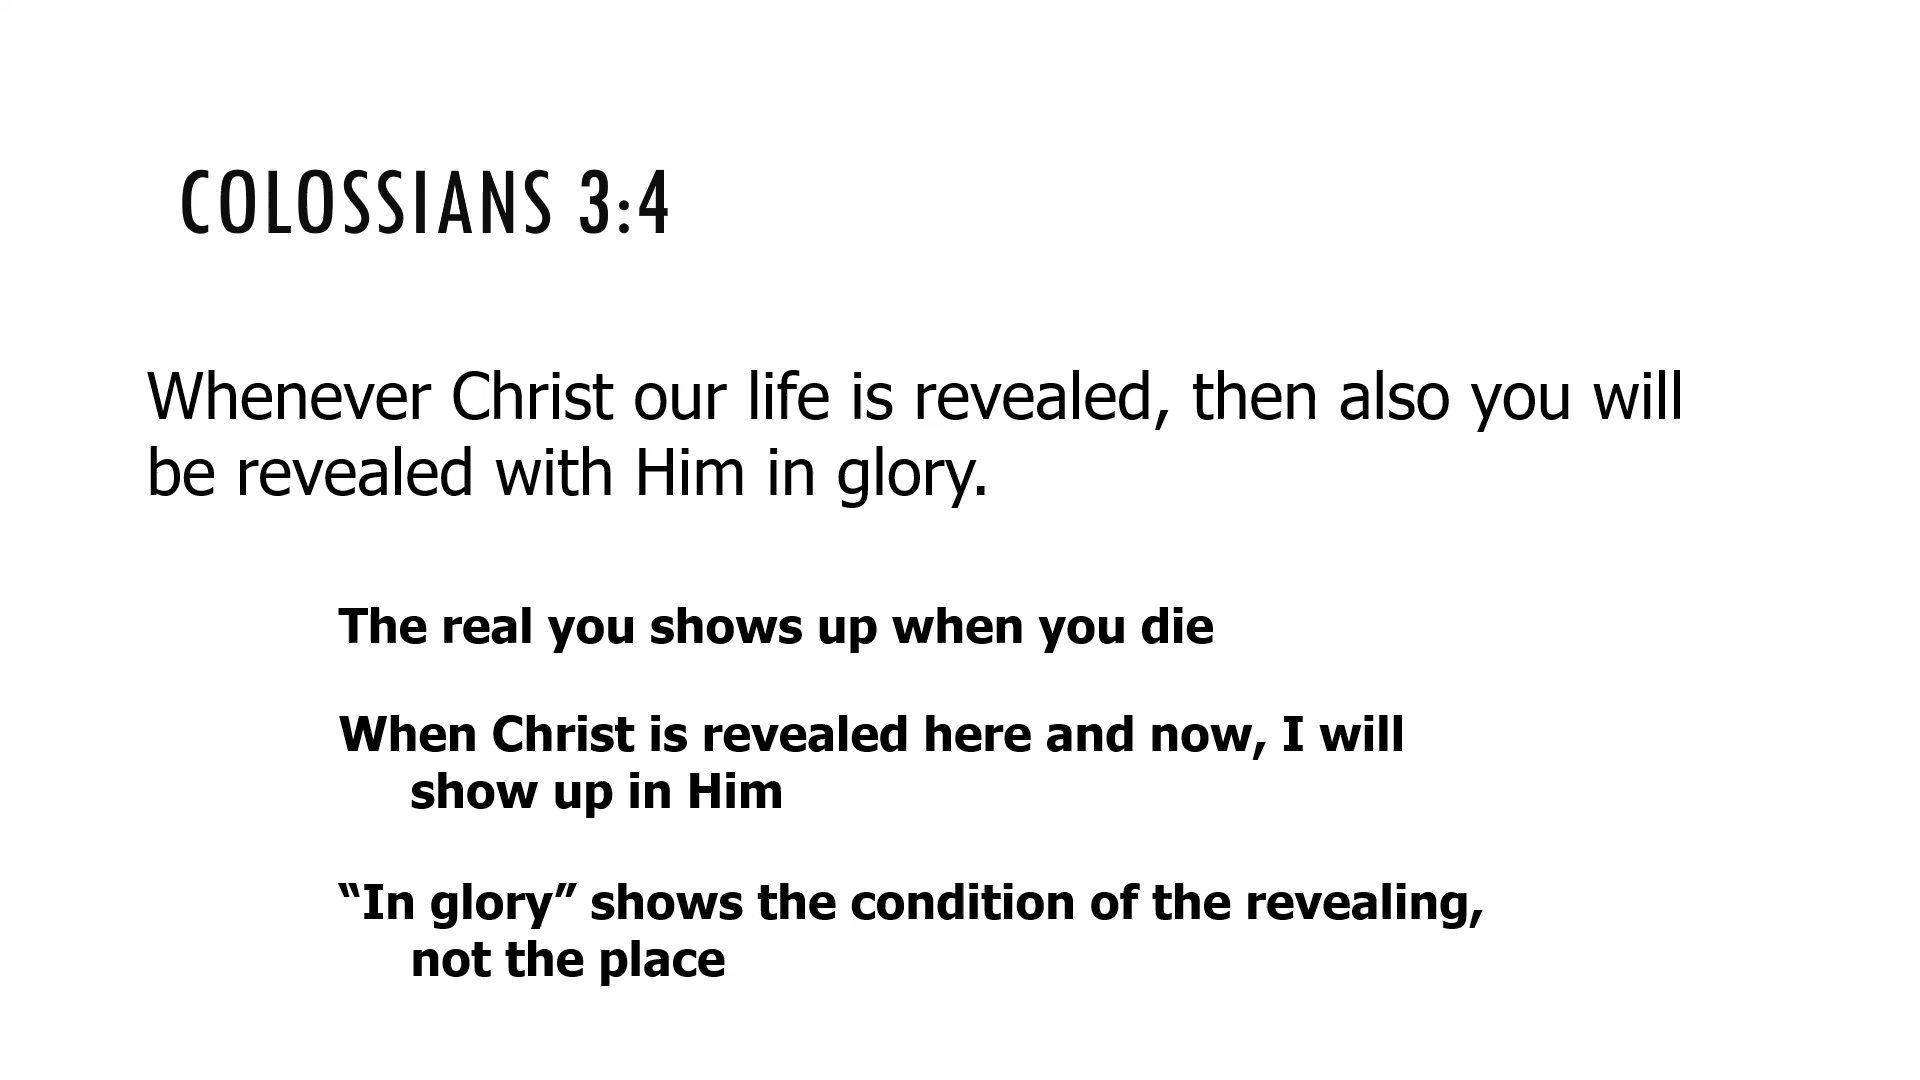 COLOSSIANS 3:4
Whenever Christ our life is revealed, then also you will
be revealed with Him in glory.
The real you shows up when you die
When Christ is revealed here and now, I will
show up in Him
“In glory” shows the condition of the revealing,
not the place